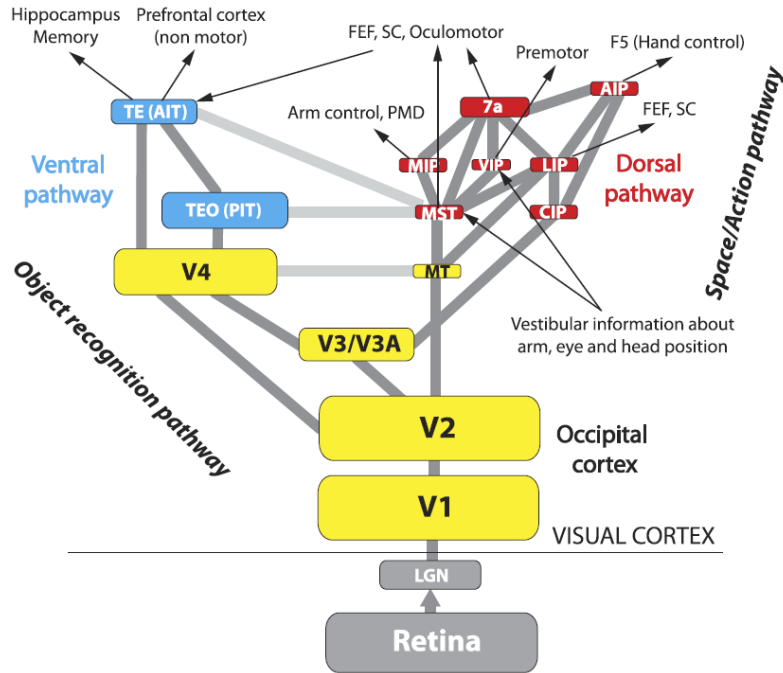 Hippocampus
Memory
Prefrontal cortex
(non motor)
FEF, SC, Oculomotor
F5 (Hand control)
Premotor
TE (AIT)
7a
AIP
Arm control, PMD
FEF, SC
Ventral
pathway
MIP
VIP
LIP
Dorsal
pathway
TEO (PIT)
MST
CIP
Space/Action pathway
V4
MT
Object recognition pathway
V3/V3A
Vestibular information about
arm, eye and head position
V2
Occipital
cortex
V1
VISUAL CORTEX
LGN
Retina